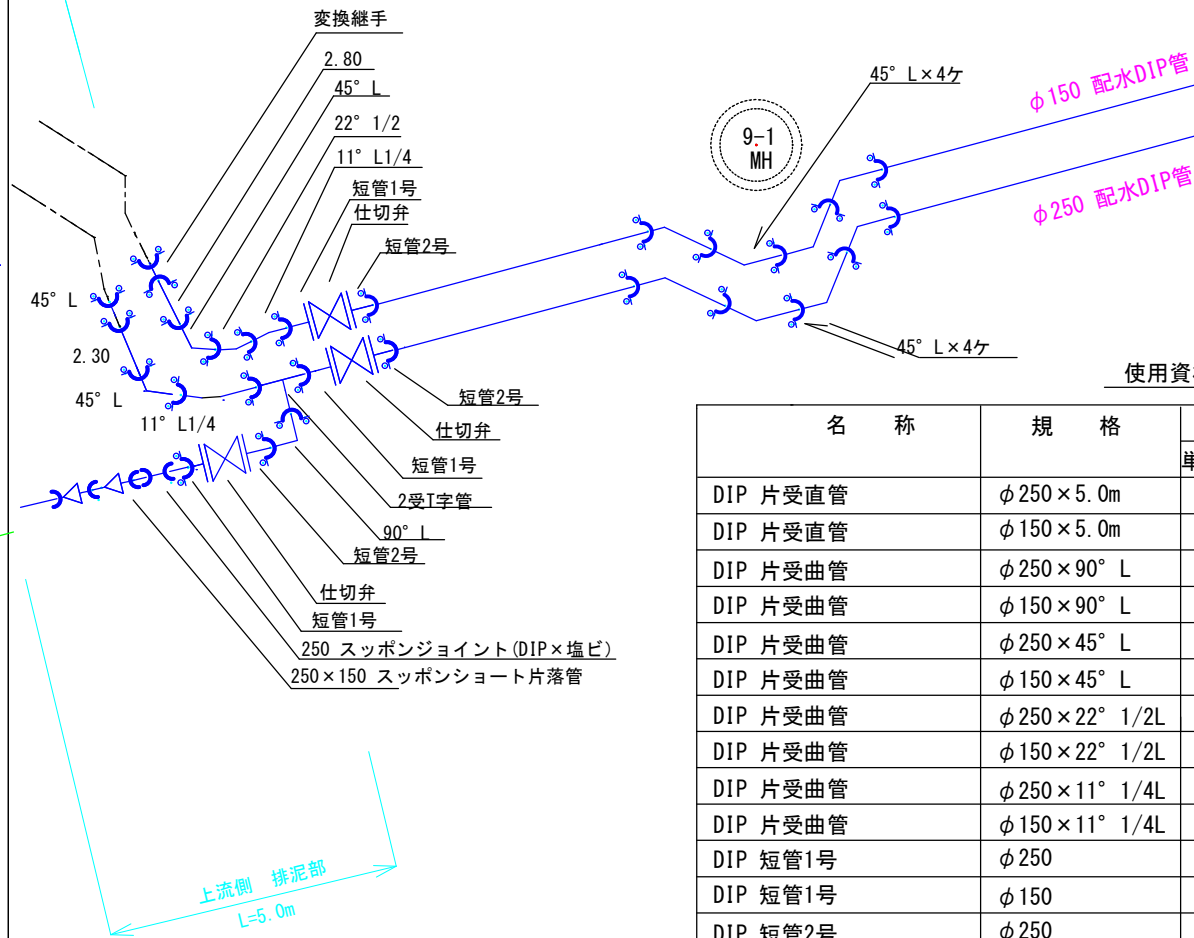 変換継手
2.80
45° L
22° 1/2
11° L1/4
短管1号
仕切弁
短管2号
45° L×4ケ
9-1
MH
φ150 配水DIP管
φ250 配水DIP管
45° L
2.30
45° L
11° L1/4
45° L×4ケ
短管2号
仕切弁
短管1号
2受T字管
90° L
短管2号
仕切弁
短管1号
250 スッポンジョイント(DIP×塩ビ)
250×150 スッポンショート片落管
上流側 排泥部
L=5.0m
使用資
名 称 規 格
DIP 片受直管 φ250×5.0m
DIP 片受直管 φ150×5.0m
DIP 片受曲管 φ250×90° L
DIP 片受曲管 φ150×90° L
DIP 片受曲管 φ250×45° L
DIP 片受曲管 φ150×45° L
DIP 片受曲管 φ250×22° 1/2L
DIP 片受曲管 φ150×22° 1/2L
DIP 片受曲管 φ250×11° 1/4L
DIP 片受曲管 φ150×11° 1/4L
DIP 短管1号 φ250
DIP 短管1号 φ150
DIP 短管2号 φ250